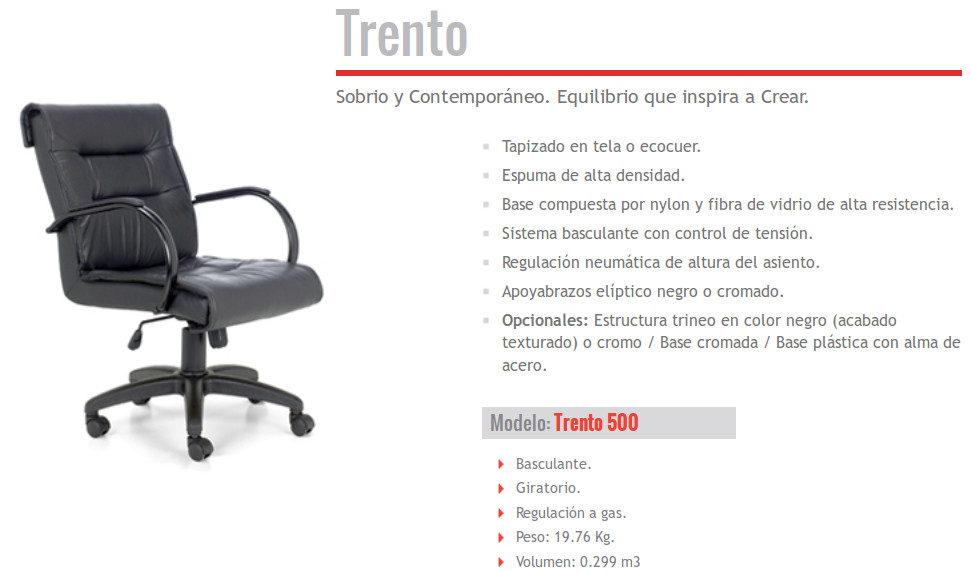 Trento
Sobrio y Contemporáneo. Equilibrio que inspira a Crear.
Tapizado en tela o ecocuer.
Espuma de alta densidad.
Base compuesta por nylon y fibra de vidrio de alta resistencia.
Sistema basculante con control de tensión.
Regulación neumática de altura del asiento.
Apoyabrazos elíptico negro o cromado.
Opcionales: Estructura trineo en color negro (acabado
texturado) o cromo / Base cromada / Base plástica con alma de
acero.
Modelo: Trento 500
Basculante.
Giratorio.
Regulación a gas.
Peso: 19.76 Kg.
Volumen: 0.299 m3